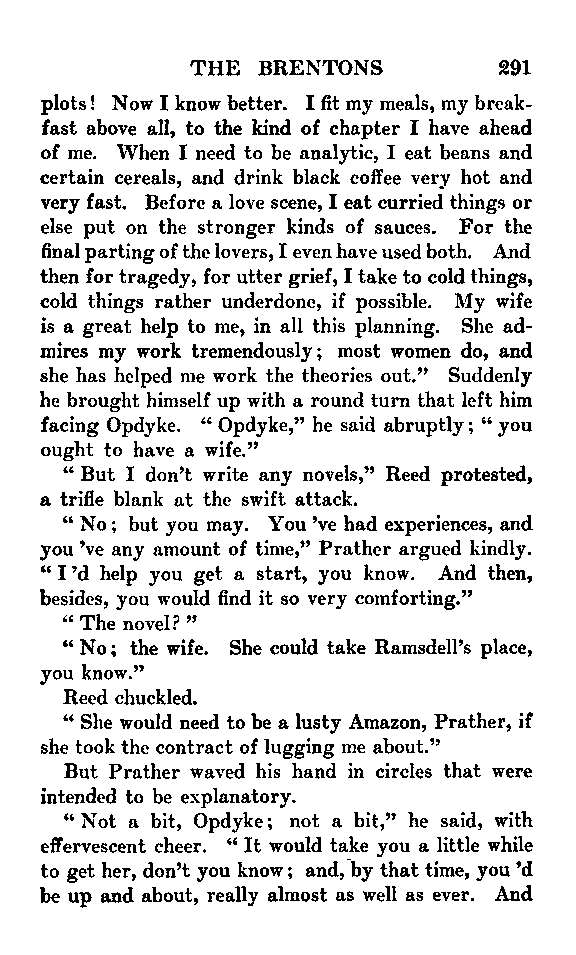 THE BRENTONS 291
plots! Now I know better. I fit my meals, my break-
fast above all, to the kind of chapter I have ahead
of me. When I need to be analytic, I eat beans and
certain cereals, and drink black coffee very hot and
very fast. Before a love scene, I eat curried things or
else put on the stronger kinds of sauces. For the
final parting of the lovers, I even have used both. And
then for tragedy, for utter grief, I take to cold things,
cold things rather underdone, if possible. My wife
is a great help to me, in all this planning. She ad-
mires my work tremendously; most women do, and
she has helped me work the theories out.” Suddenly
he brought himself up with a round turn that left him
facing Opdyke. “ Opdyke,” he said abruptly; “ you
ought to have a wife.”
“ But I don’t write any novels,” Reed protested,
a trifle blank at the swift attack.
“ No; but you may. You ’ve had experiences, and
you ’ve any amount of time,” Prather argued kindly.
“ I ’d help you get a start, you know. And then,
besides, you would find it so very comforting.”
“ The novel? ”
“ No; the wife. She could take Ramsdell’s place,
you know.”
Reed chuckled.
“ She would need to be a lusty Amazon, Prather, if
she took the contract of lugging me about.”
But Prather waved his hand in circles that were
intended to be explanatory.
“ Not a bit, Opdyke; not a bit,” he said, with
effervescent cheer. “ It would take you a little while
to get her, don’t you know; and, by that time, you ’d
be up and about, really almost as well as ever. And